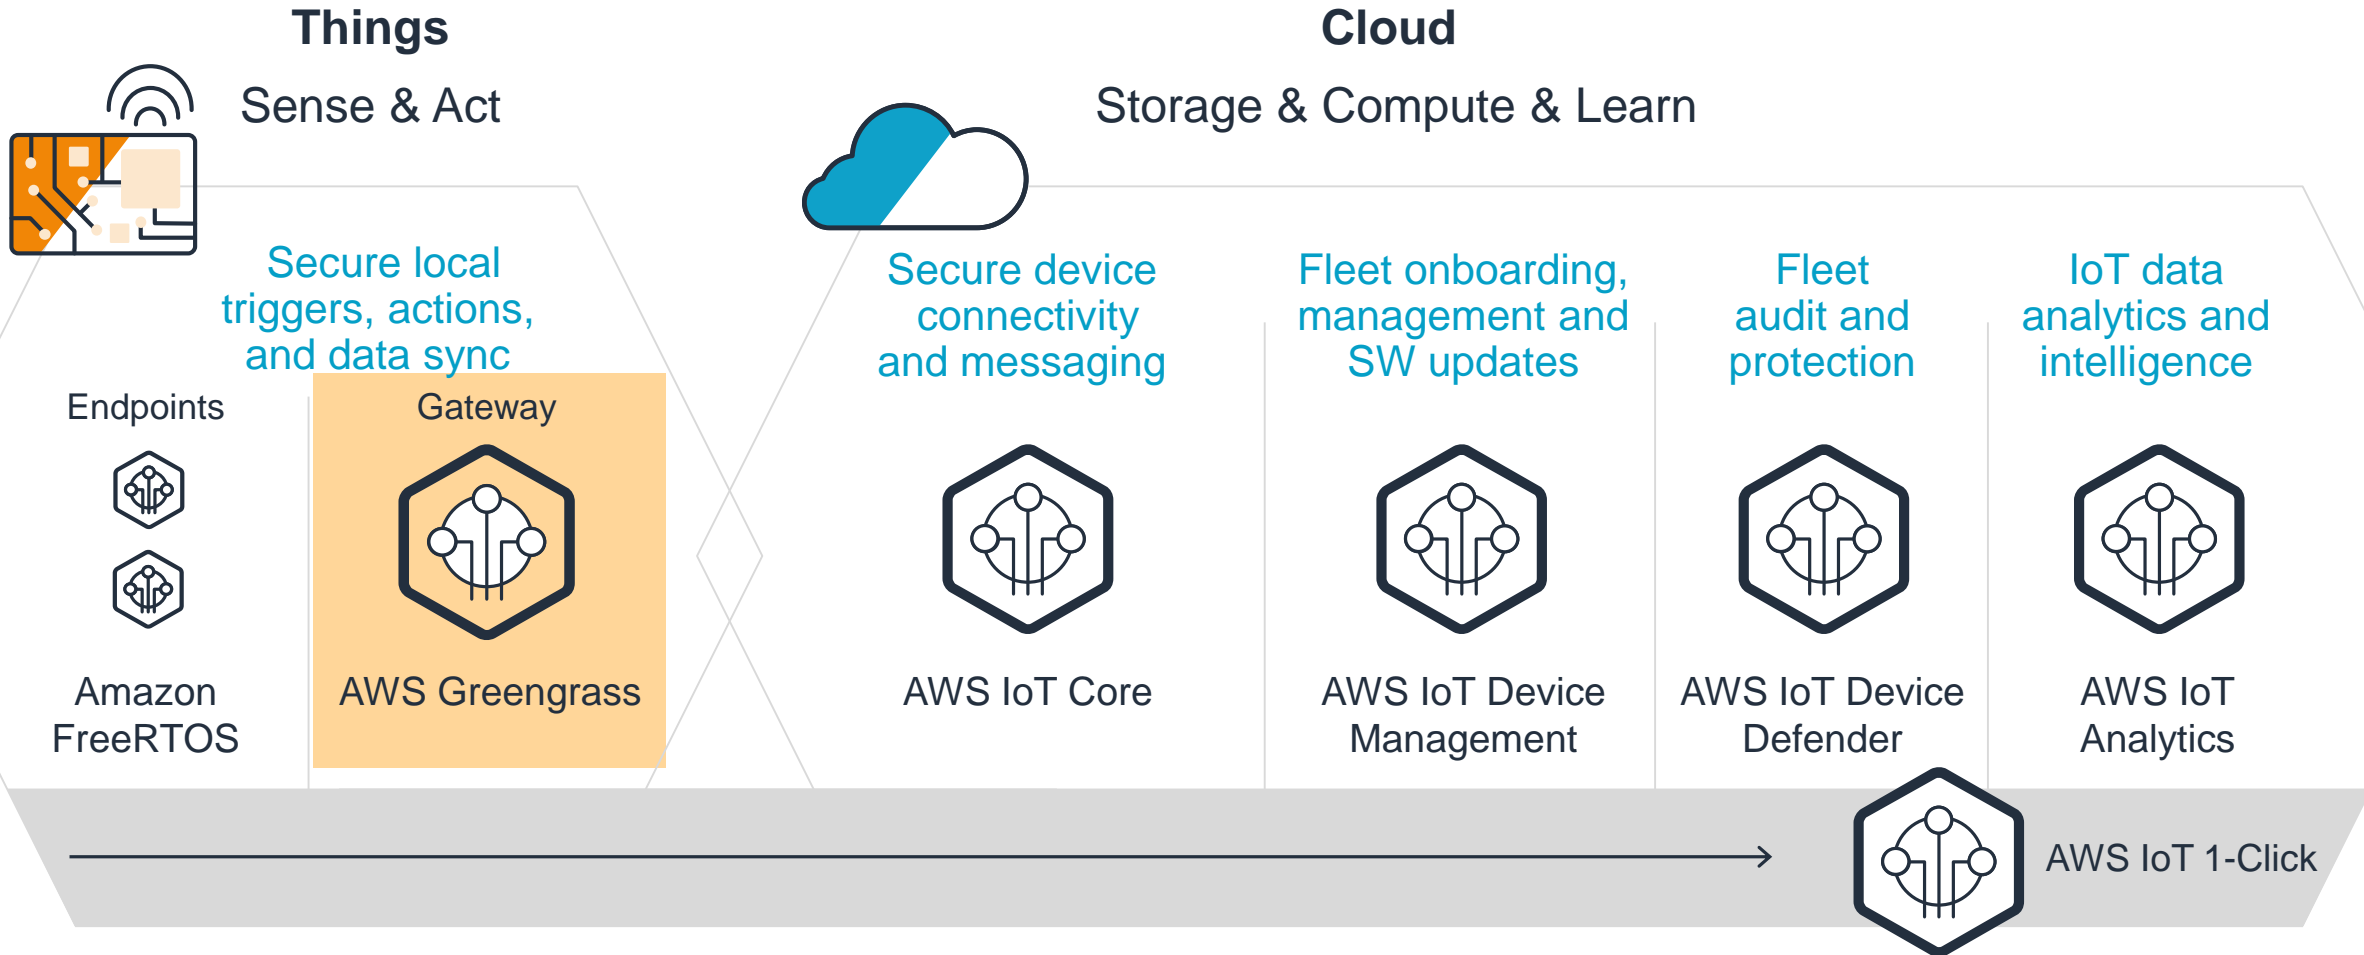 Things
Sense & Act
Cloud
Storage & Compute & Learn
Secure local
triggers, actions,
and data sync
Endpoints
Gateway
Amazon
FreeRTOS
AWS Greengrass
Secure device
connectivity
and messaging
AWS IoT Core
Fleet onboarding,
management and
SW updates
AWS IoT Device
Management
Fleet
audit and
protection
AWS IoT Device
Defender
IoT data
analytics and
intelligence
AWS IoT
Analytics
AWS IoT 1-Click